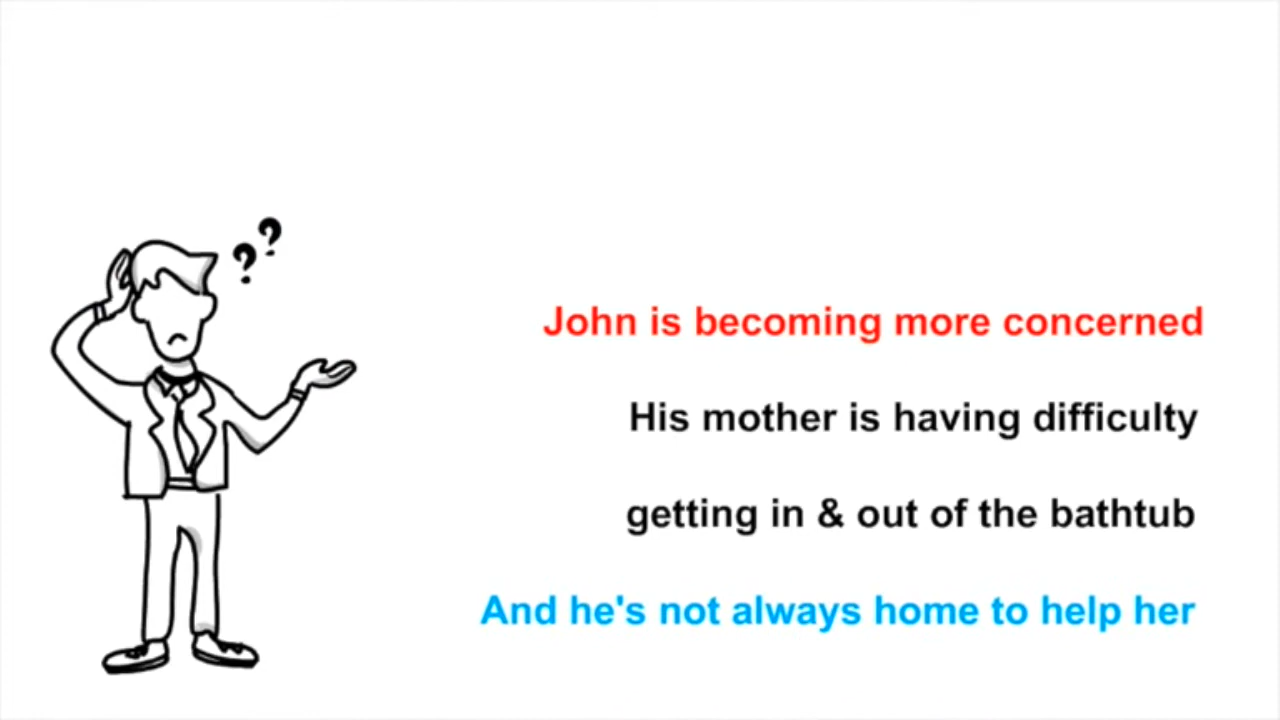 ??
John is becoming more concerned
His mother is having difficulty
getting in & out of the bathtub
And he's not always home to help her